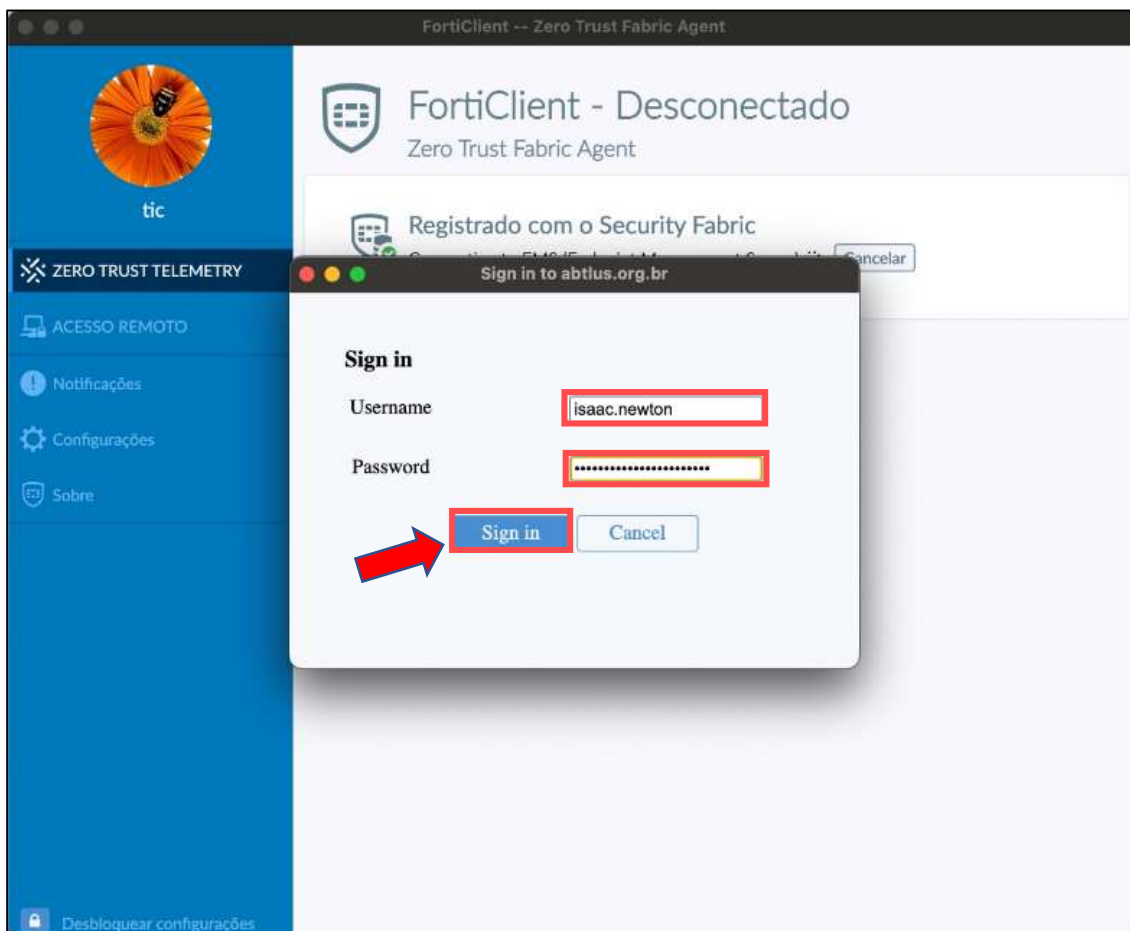 FortiClient -- Zero Trust Fabric Agent
FortiClient - Desconectado
Zero Trust Fabric Agent
tic
Registrado com o Security Fabric
Cancelar
ZERO TRUST TELEMETRY
ACESSO REMOTO
Notificações
Configurações
Sobre
Sign in to abtlus.org.br
Sign in
Username
isaac.newton
Password
•••••••••••••••••••••••
Sign in
Cancel
Desbloquear configurações